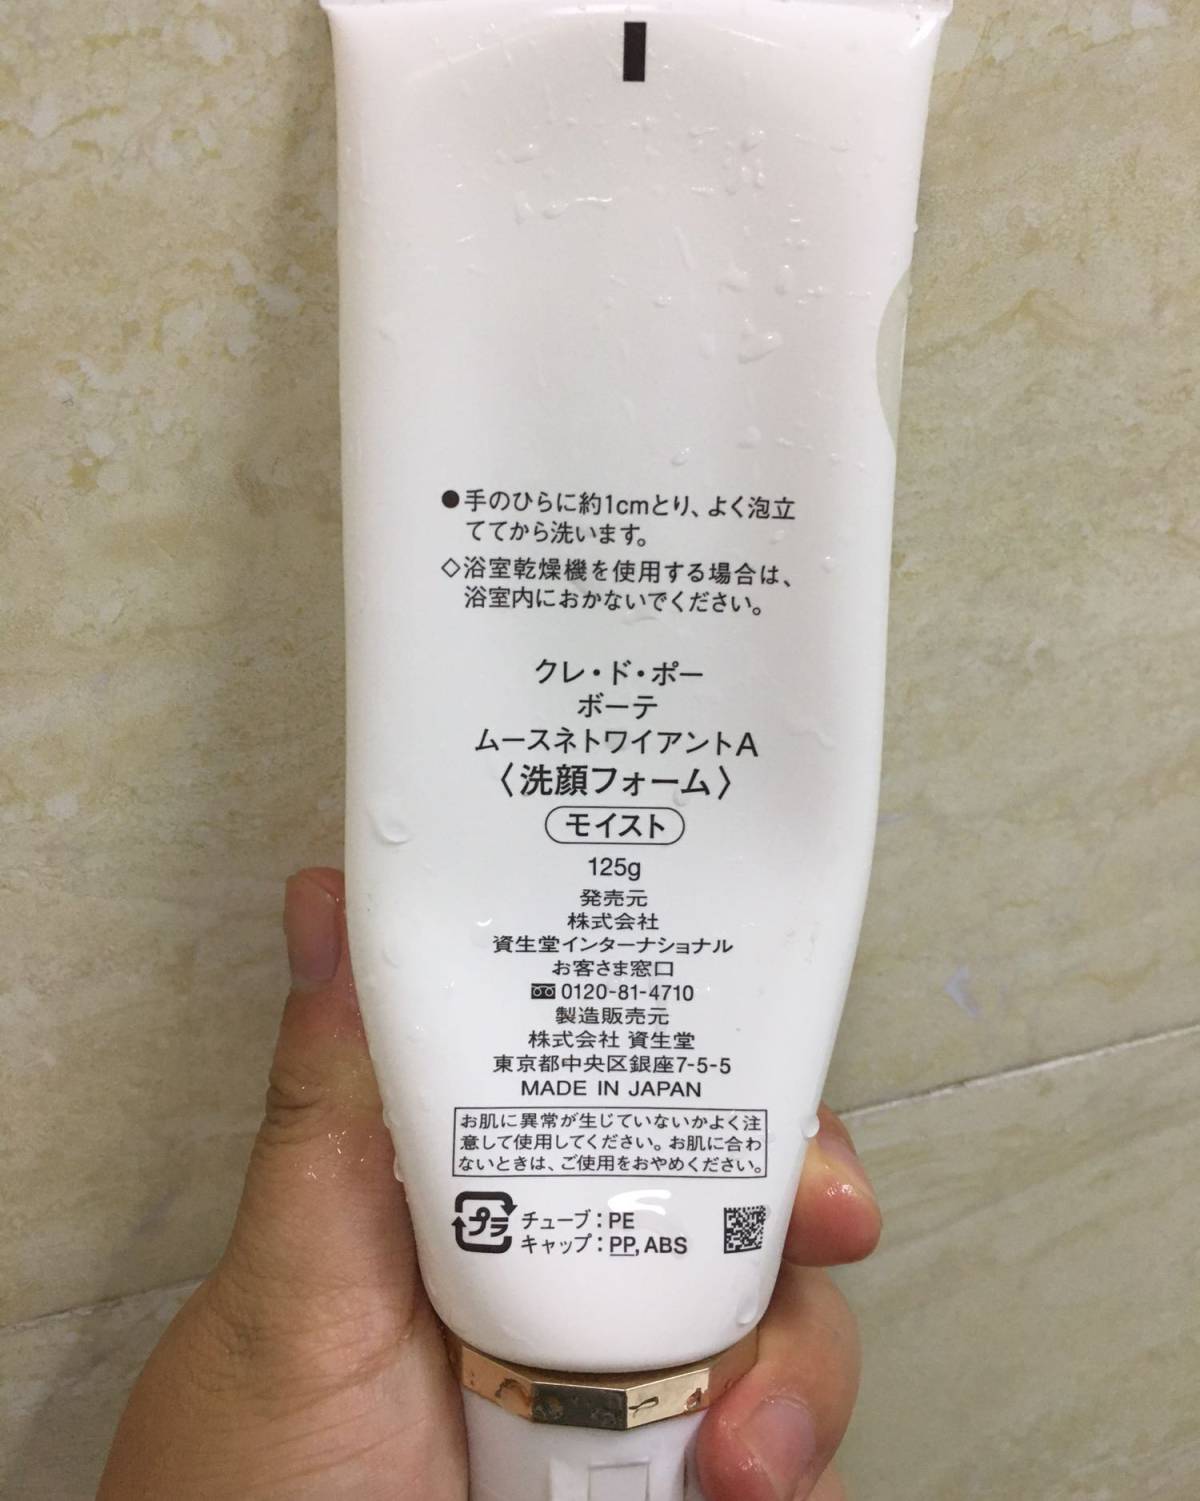 ●手のひらに約1cmとり、よく泡立
ててから洗います。
◇浴室乾燥機を使用する場合は、
浴室内におかないでください。
クレ・ド・ポー
ボーテ
ムースネトワイアントA
〈洗顔フォーム〉
モイスト
125g
発売元
株式会社
資生堂インターナショナル
お客さま窓口
0120-81-4710
製造販売元
株式会社 資生堂
東京都中央区銀座7-5-5
MADE IN JAPAN
お肌に異常が生じていないかよく注
意して使用してください。お肌に合わ
ないときは、ご使用をおやめください。
プラ チューブ：PE
キャップ：PP, ABS